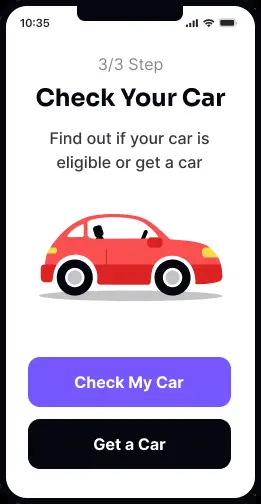 10:35
3/3 Step
Check Your Car
Find out if your car is
eligible or get a car
Check My Car
Get a Car